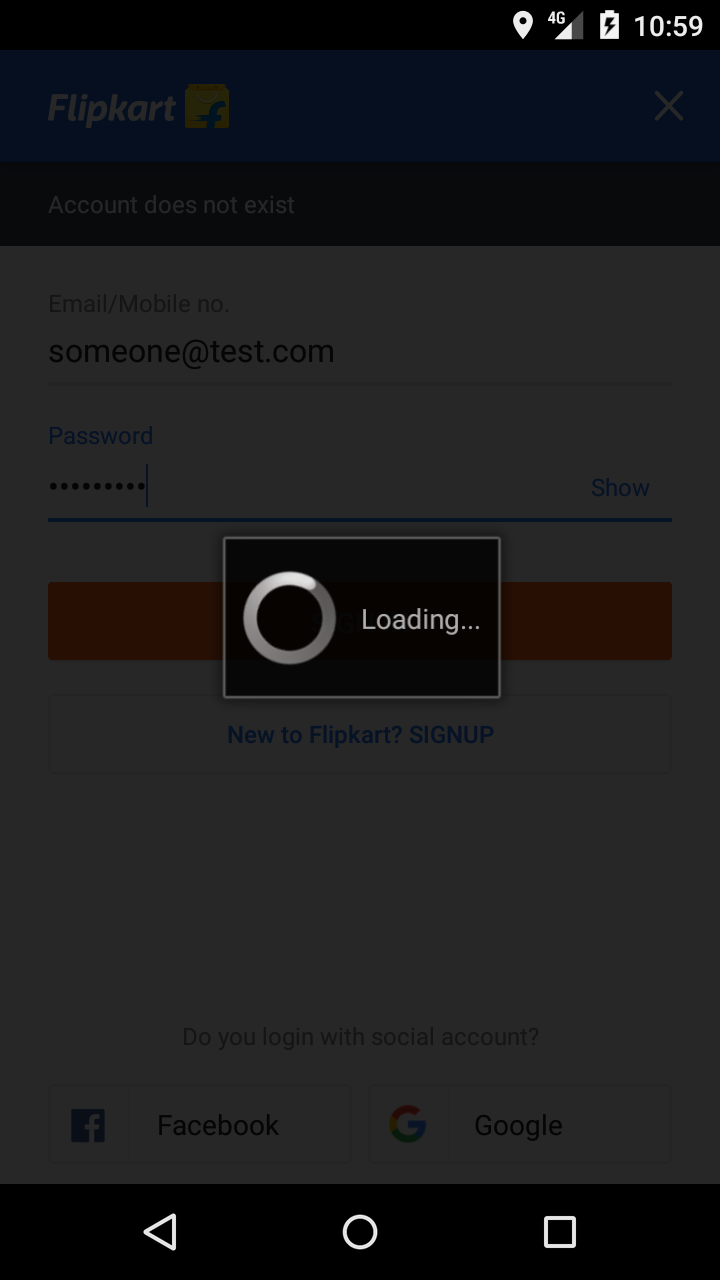 4G 10:59
Flipkart
Account does not exist
Email/Mobile no.
someone@test.com
Password
•••••••••
Show
Loading...
New to Flipkart? SIGNUP
Do you login with social account?
Facebook
Google